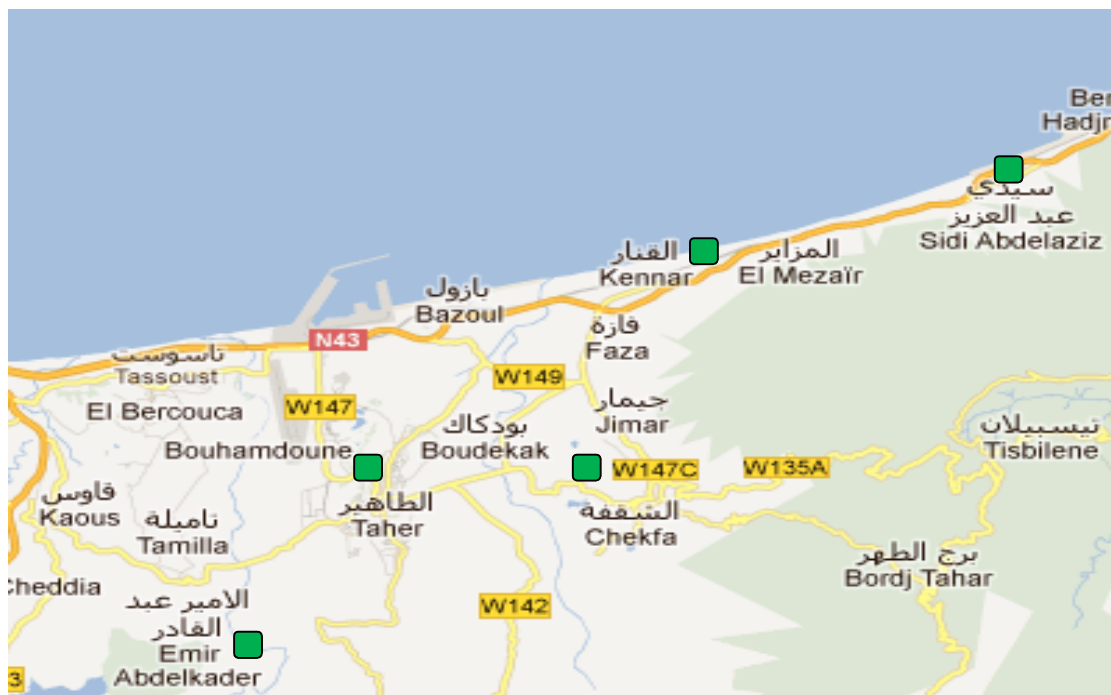 Ber
Hadjr
سيدي
عبد العزيز
Sidi Abdelaziz
القنار
Kennar
المزاير
El Mezaïr
بازول
Bazoul
N43
فازة
Faza
تاسوست
Tassoust
W149
El Bercouca
W147
جيمار
Jimar
بودكاك
Boudekak
تيسبيلان
Tisbilene
Bouhamdoune
W147C
W135A
قاوس
Kaous
الطاهير
Taher
الشقفة
Chekfa
تاميلة
Tamilla
برج الطهر
Bordj Tahar
Cheddia
الامير عبد
القادر
Emir
Abdelkader
W142
3